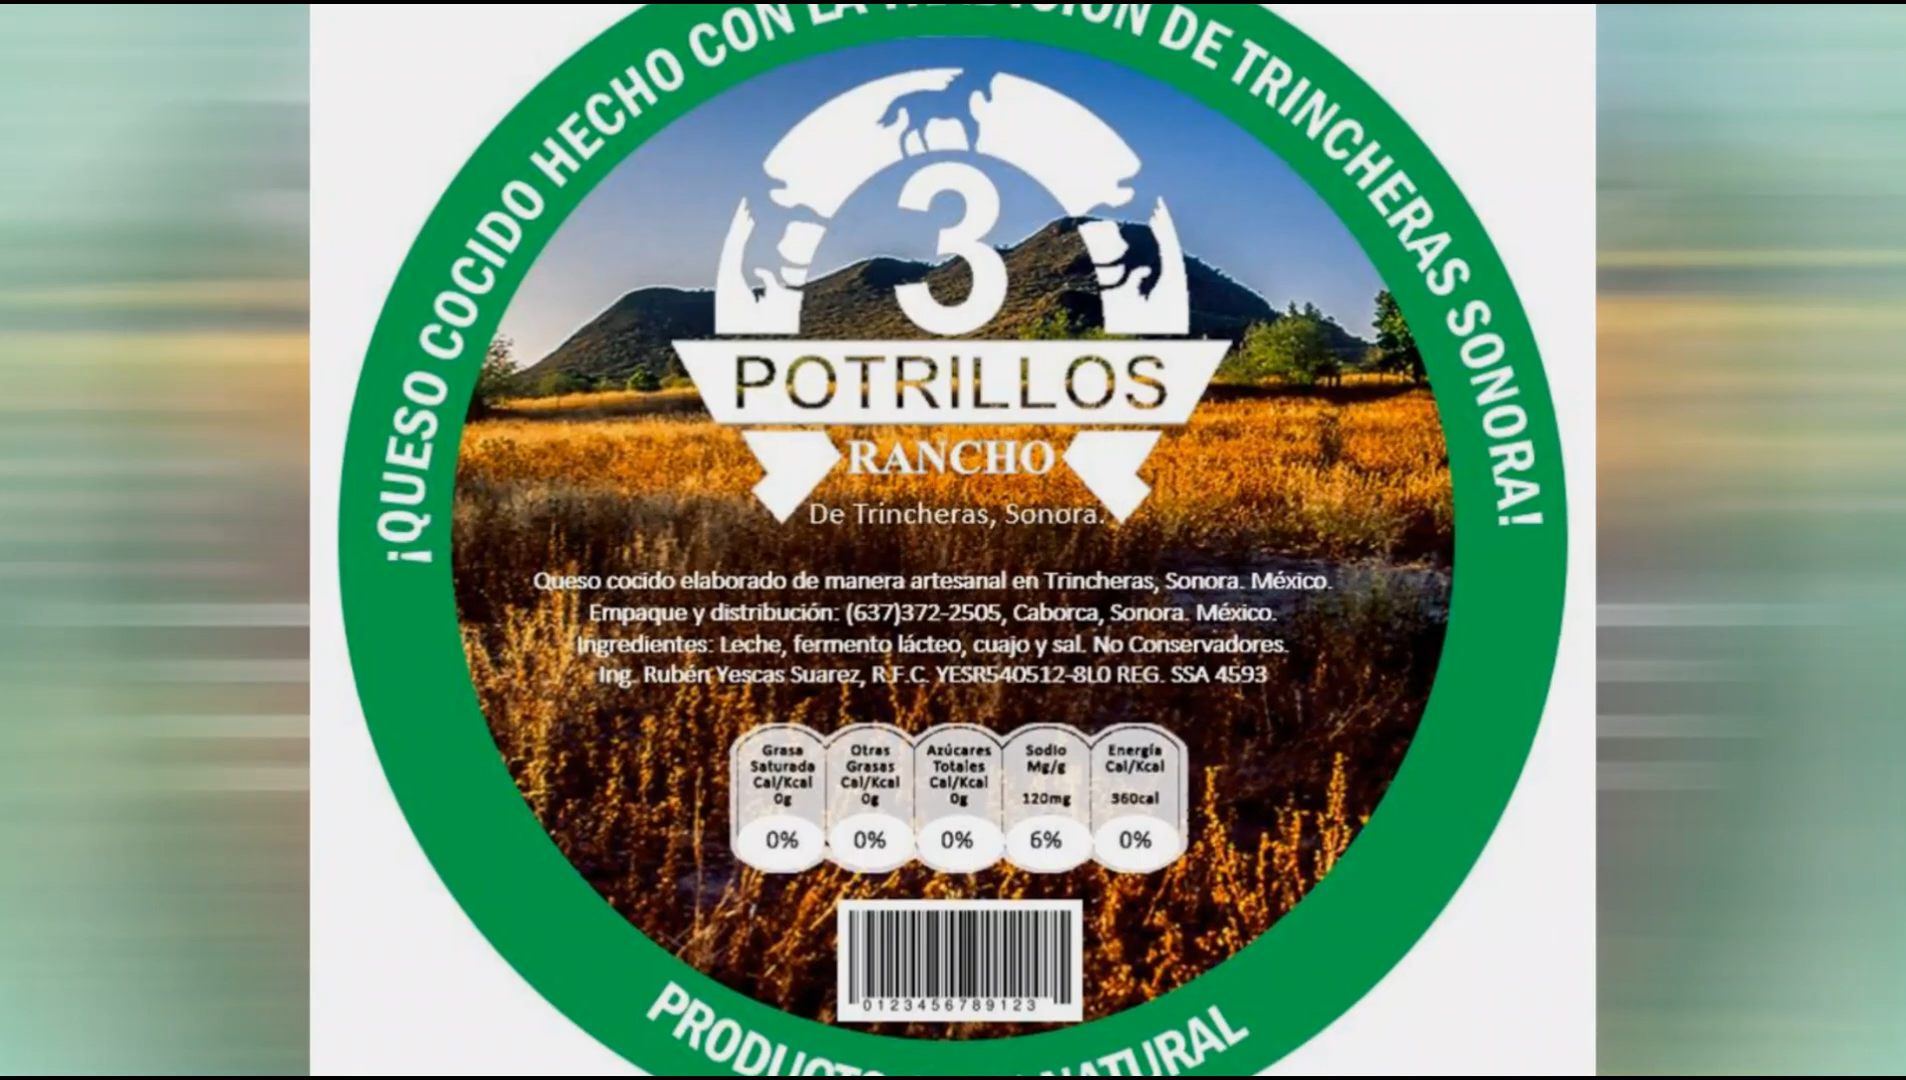 ¡QUESO COCIDO HECHO CON LA TRADICIÓN DE TRINCHERAS SONORA!
3
POTRILLOS
RANCHO
De Trincheras, Sonora.
Queso cocido elaborado de manera artesanal en Trincheras, Sonora. México.
Empaque y distribución: (637)372-2505, Caborca, Sonora. México.
Ingredientes: Leche, fermento lácteo, cuajo y sal. No Conservadores.
Ing. Rubén Yescas Suarez, R.F.C. YESR540512-8L0 REG. SSA 4593
Grasa Saturada Cal/Kcal 0g 0%
Otras Grasas Cal/Kcal 0g 0%
Azúcares Totales Cal/Kcal 0g 0%
Sodio Mg/g 120mg 6%
Energía Cal/Kcal 360cal 0%
0123456789123
PRODUCTO NATURAL